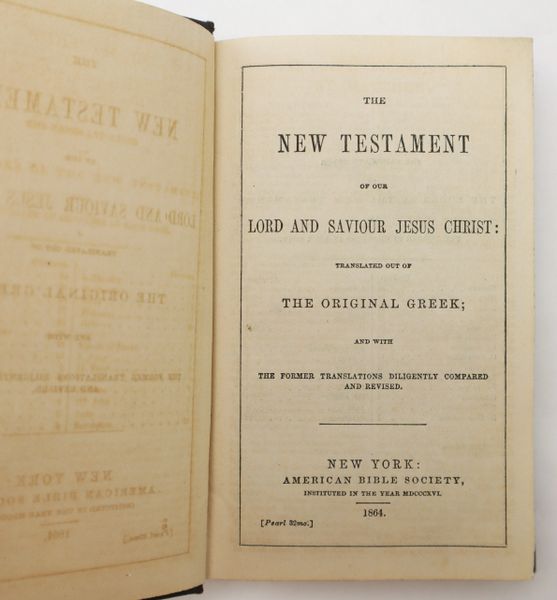 THE
NEW TESTAMENT
OF OUR
LORD AND SAVIOUR JESUS CHRIST:
TRANSLATED OUT OF
THE ORIGINAL GREEK;
AND WITH
THE FORMER TRANSLATIONS DILIGENTLY COMPARED
AND REVISED.
NEW YORK:
AMERICAN BIBLE SOCIETY,
INSTITUTED IN THE YEAR MDCCCXVI.
1864.
[Pearl 32mo.]